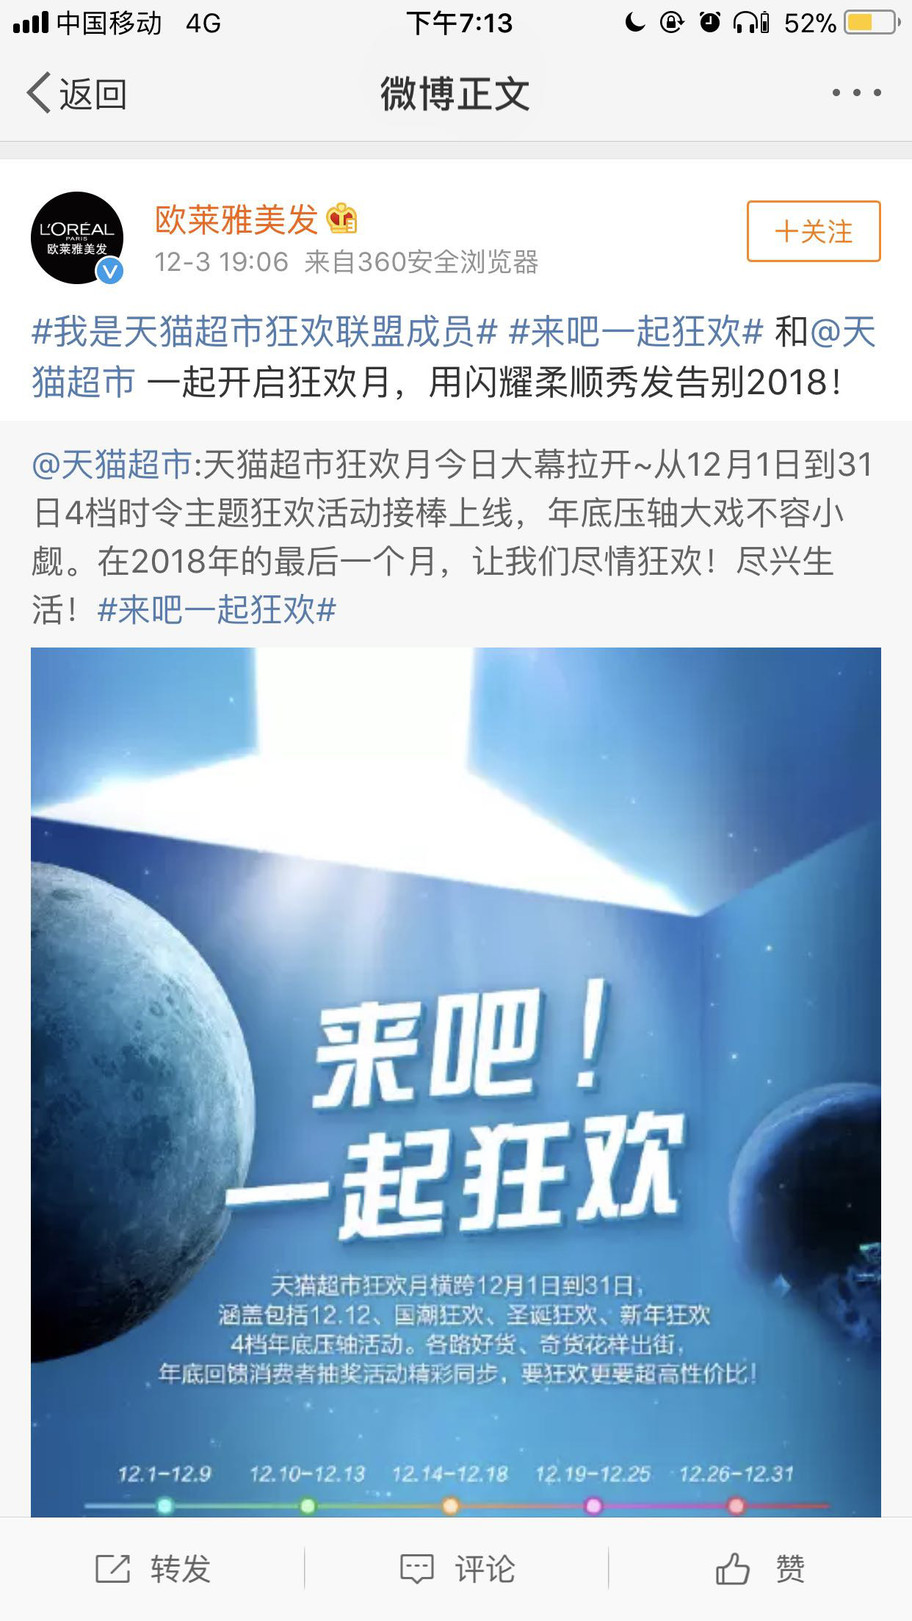 中国移动 4G 下午7:13 52%
返回 微博正文
L'ORÉAL
PARIS
欧莱雅美发
欧莱雅美发
+关注
12-3 19:06 来自360安全浏览器
#我是天猫超市狂欢联盟成员# #来吧一起狂欢# 和@天
猫超市 一起开启狂欢月，用闪耀柔顺秀发告别2018！
@天猫超市:天猫超市狂欢月今日大幕拉开~从12月1日到31
日4档时令主题狂欢活动接棒上线，年底压轴大戏不容小
觑。在2018年的最后一个月，让我们尽情狂欢！尽兴生
活！#来吧一起狂欢#
来吧！
一起狂欢
天猫超市狂欢月横跨12月1日到31日，
涵盖包括12.12、国潮狂欢、圣诞狂欢、新年狂欢
4档年底压轴活动。各路好货、奇货花样出街，
年底回馈消费者抽奖活动精彩同步，要狂欢更要超高性价比！
12.1-12.9 12.10-12.13 12.14-12.18 12.19-12.25 12.26-12.31
转发 评论 赞